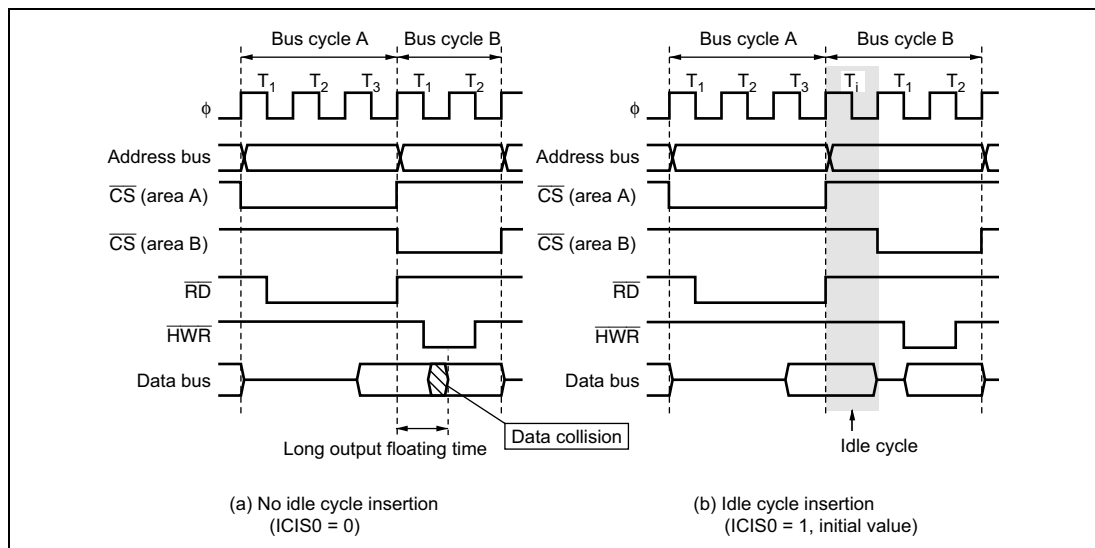 Bus cycle A Bus cycle B
T1 T2 T3 T1 T2
φ
Address bus
CS (area A)
CS (area B)
RD
HWR
Data bus
Long output floating time
Data collision
(a) No idle cycle insertion
(ICIS0 = 0)
Bus cycle A Bus cycle B
T1 T2 T3 Ti T1 T2
φ
Address bus
CS (area A)
CS (area B)
RD
HWR
Data bus
Idle cycle
(b) Idle cycle insertion
(ICIS0 = 1, initial value)